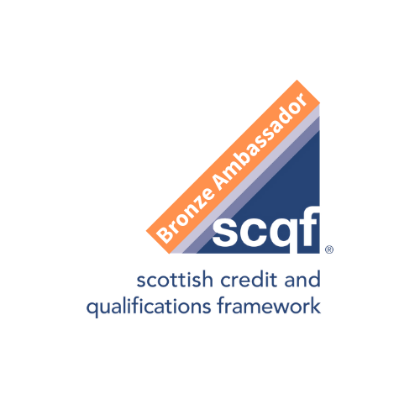 Bronze Ambassador
scqf®
scottish credit and
qualifications framework